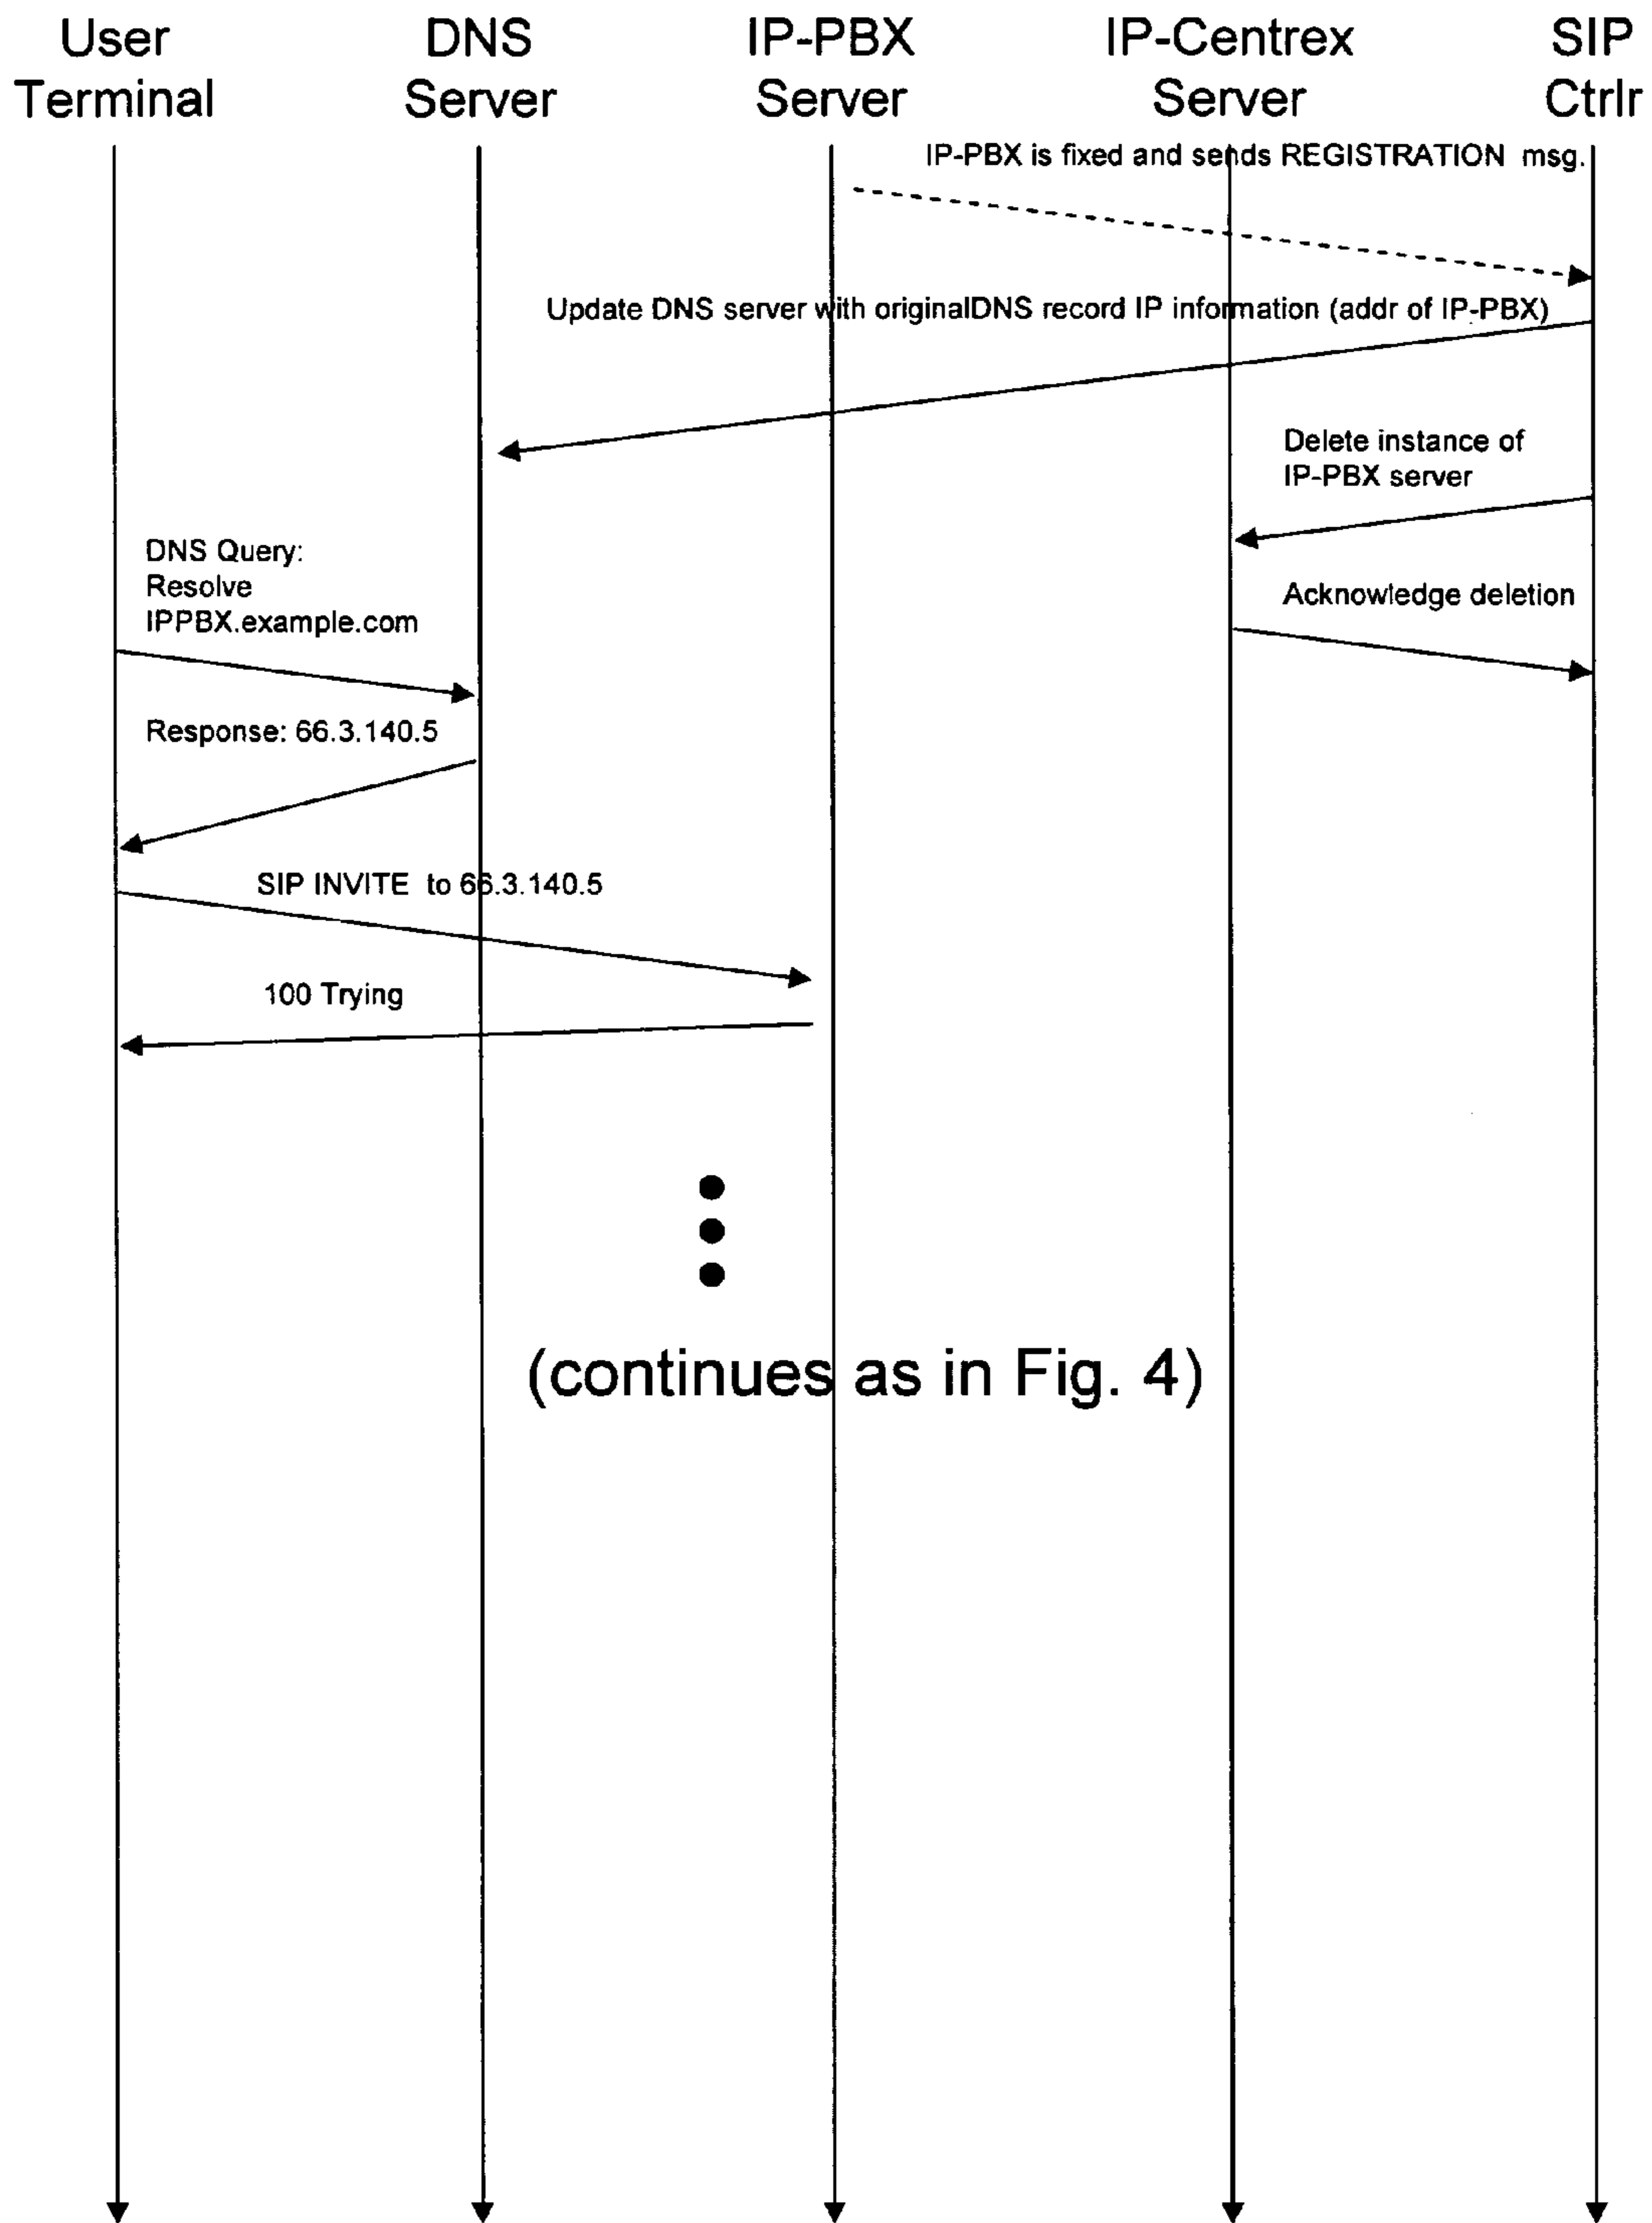 User Terminal
DNS Server
IP-PBX Server
IP-Centrex Server
SIP Ctrlr
IP-PBX is fixed and sends REGISTRATION msg.
Update DNS server with originalDNS record IP information (addr of IP-PBX)
Delete instance of
IP-PBX server
DNS Query:
Resolve
IPPBX.example.com
Acknowledge deletion
Response: 66.3.140.5
SIP INVITE to 66.3.140.5
100 Trying
(continues as in Fig. 4)